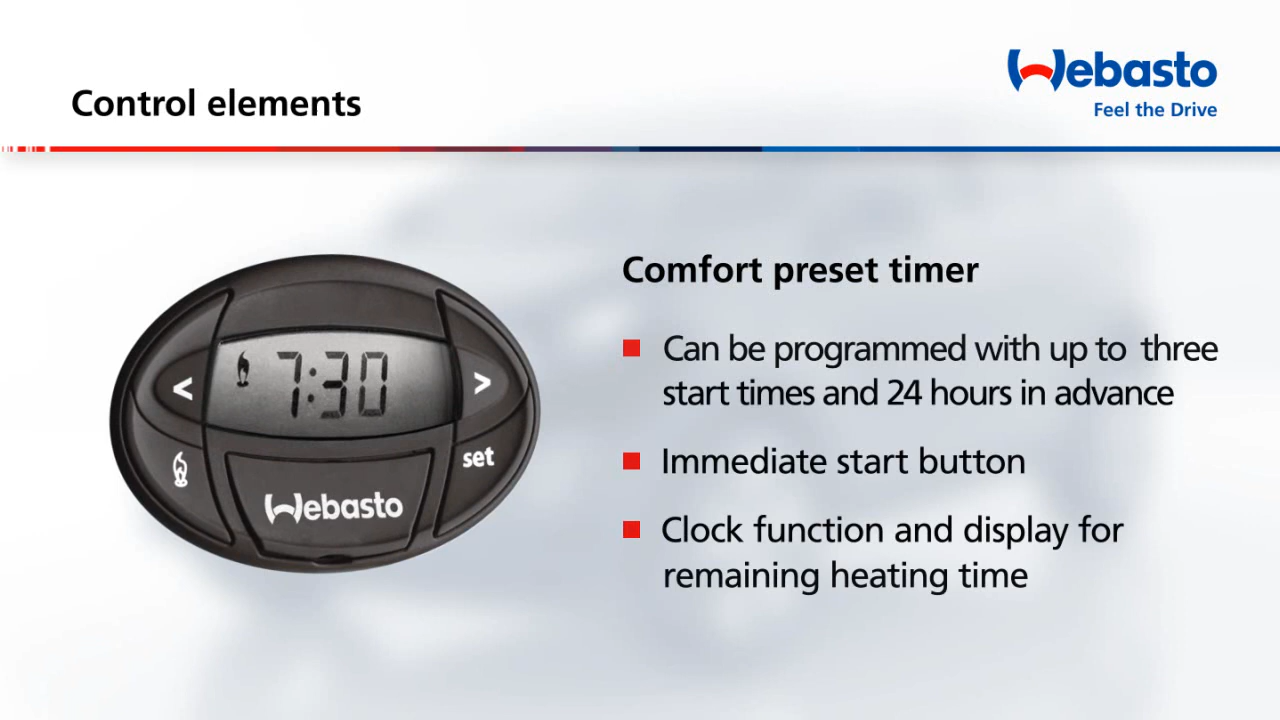 Control elements
Webasto
Feel the Drive
Comfort preset timer
Can be programmed with up to three
start times and 24 hours in advance
Immediate start button
Clock function and display for
remaining heating time
7:30
<
>
set
Webasto